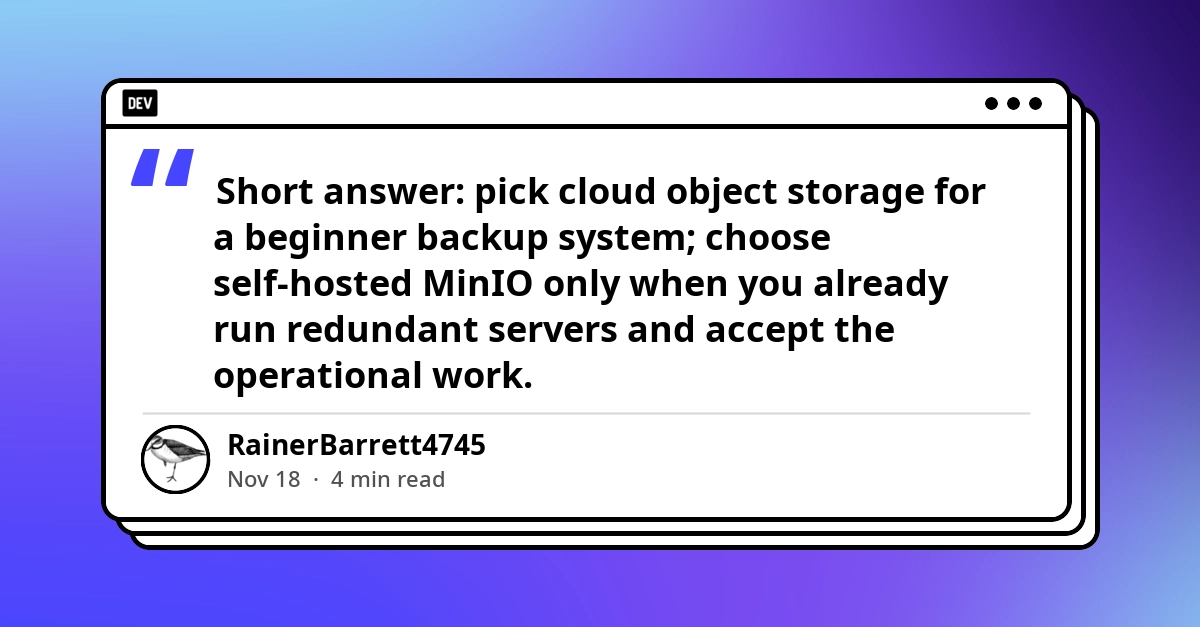 DEV
“ Short answer: pick cloud object storage for
a beginner backup system; choose
self-hosted MinIO only when you already
run redundant servers and accept the
operational work.
RainerBarrett4745
Nov 18 · 4 min read